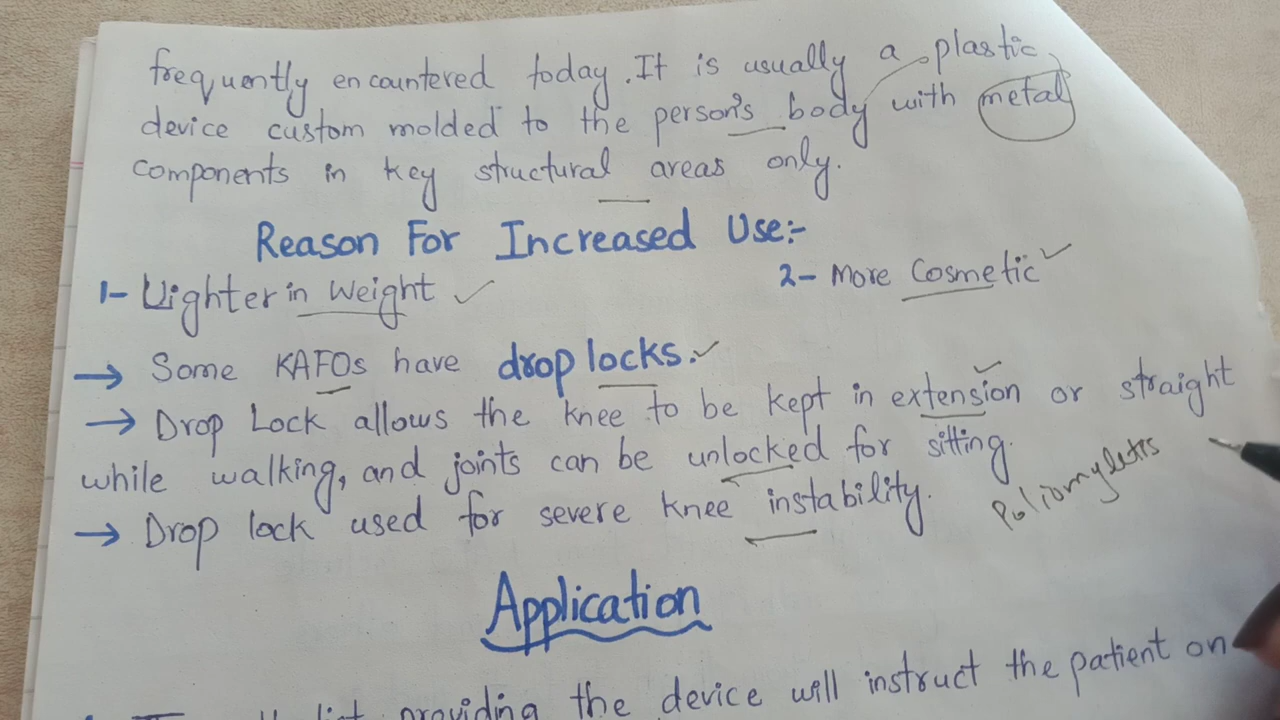 frequently encountered today. It is usually a plastic
device custom molded to the person's body with metal
components in key structural areas only.
Reason For Increased Use:-
1- Lighter in weight 2- More Cosmetic
→ Some KAFOs have drop locks.
→ Drop Lock allows the knee to be kept in extension or straight
while walking, and joints can be unlocked for sitting.
→ Drop lock used for severe knee instability.
Poliomyletis
Application
providing the device will instruct the patient on